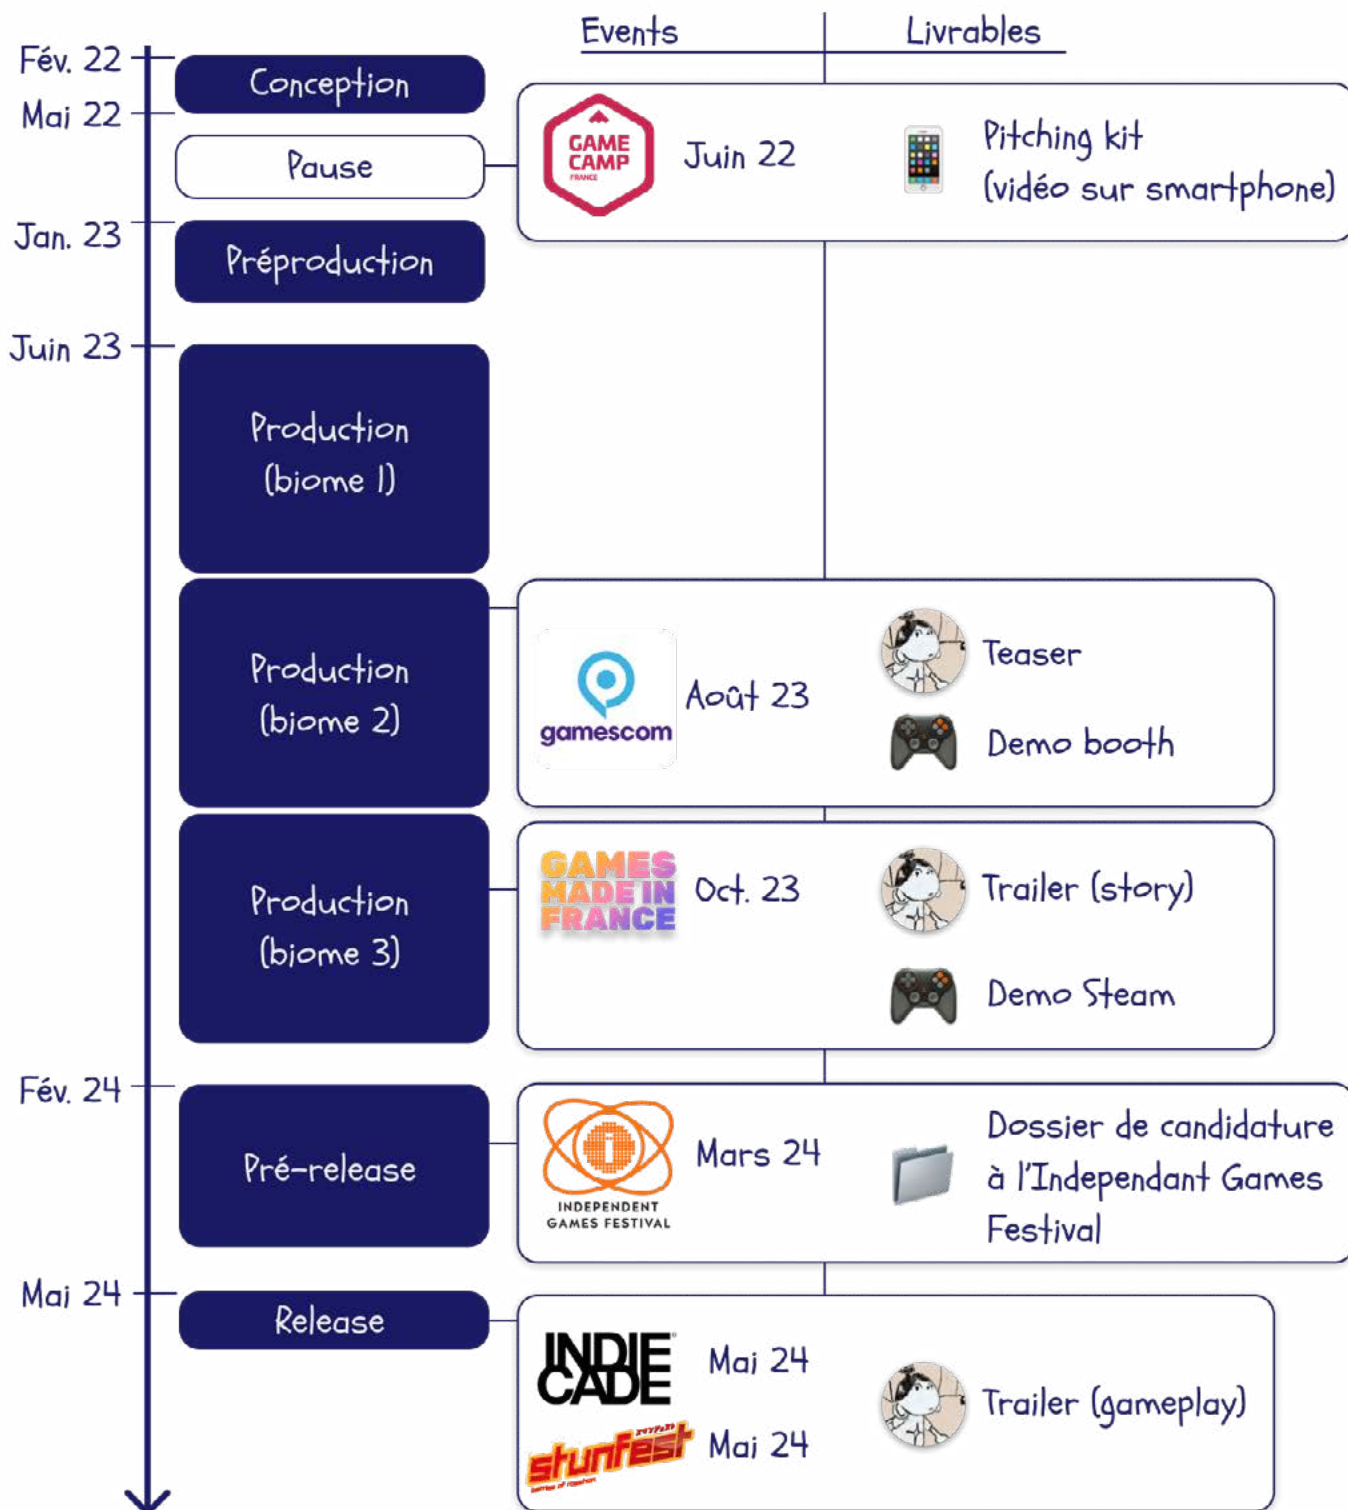 Events
Livrables
Fév. 22
Conception
Mai 22
Pause
GAME
CAMP
FRANCE
Juin 22
Pitching kit
(vidéo sur smartphone)
Jan. 23
Préproduction
Juin 23
Production
(biome 1)
Production
(biome 2)
gamescom
Août 23
Teaser
Demo booth
Production
(biome 3)
GAMES
MADE IN
FRANCE
Oct. 23
Trailer (story)
Demo Steam
Fév. 24
Pré-release
INDEPENDENT
GAMES FESTIVAL
Mars 24
Dossier de candidature
à l'Independant Games
Festival
Mai 24
Release
INDIE
CADE
Mai 24
stunfest
Mai 24
Trailer (gameplay)